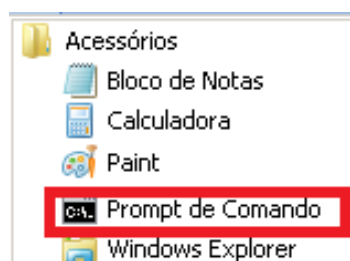 Acessórios
Bloco de Notas
Calculadora
Paint
C:\.
Prompt de Comando
Windows Explorer